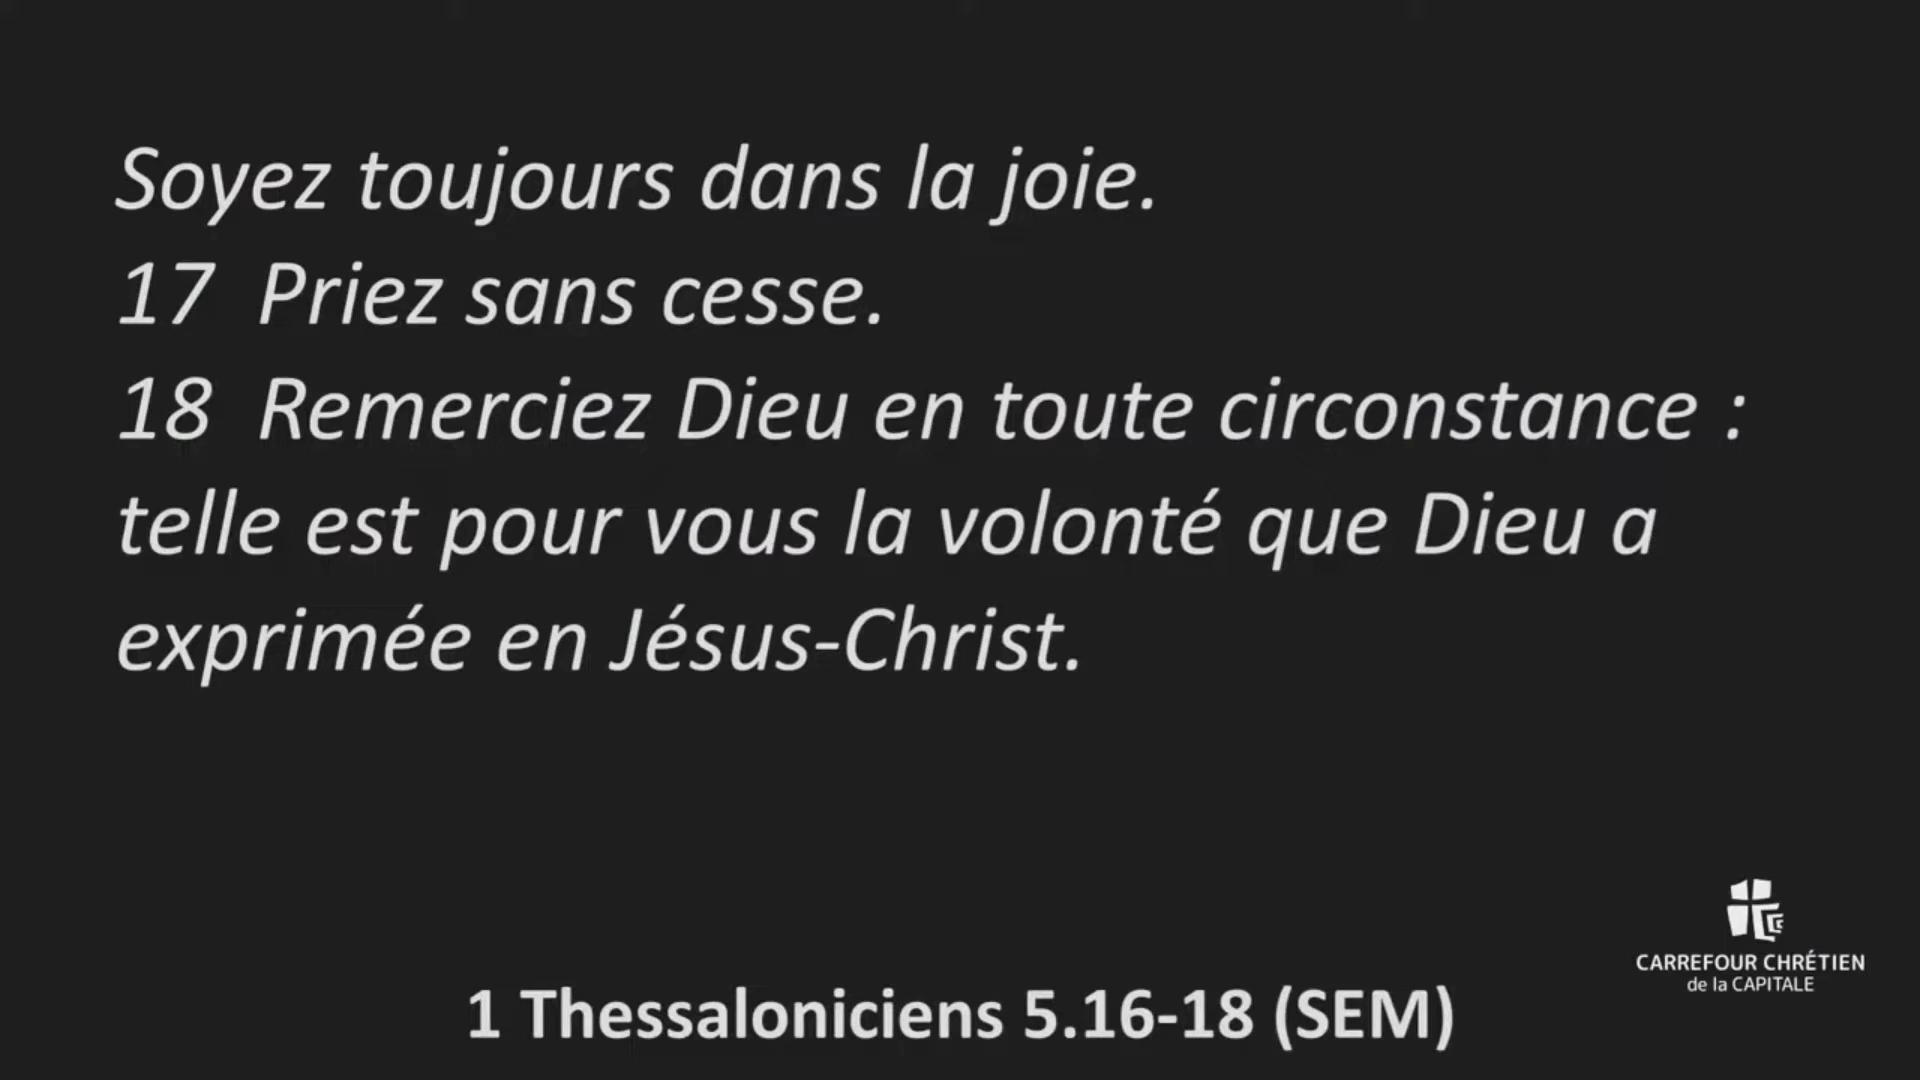 Soyez toujours dans la joie.
17 Priez sans cesse.
18 Remerciez Dieu en toute circonstance :
telle est pour vous la volonté que Dieu a
exprimée en Jésus-Christ.
CARREFOUR CHRÉTIEN
de la CAPITALE
1 Thessaloniciens 5.16-18 (SEM)